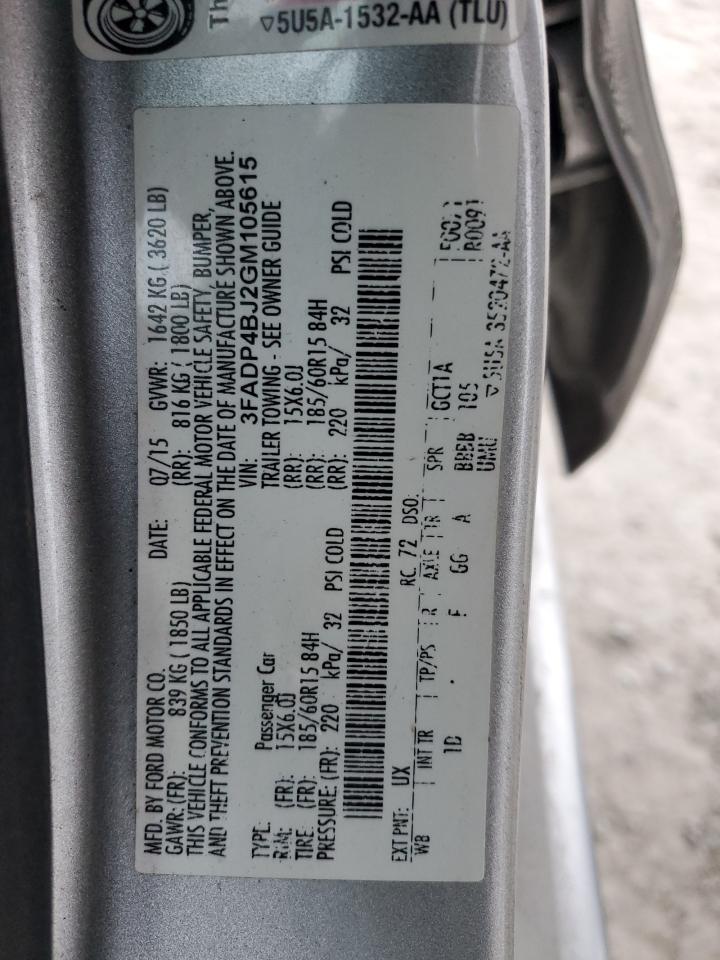 Th
▽5U5A-1532-AA (TLU)
MFD. BY FORD MOTOR CO. DATE: 07/15 GVWR: 1642 KG ( 3620 LB)
GAWR: (FR): 839 KG ( 1850 LB) (RR): 816 KG ( 1800 LB)
THIS VEHICLE CONFORMS TO ALL APPLICABLE FEDERAL MOTOR VEHICLE SAFETY, BUMPER,
AND THEFT PREVENTION STANDARDS IN EFFECT ON THE DATE OF MANUFACTURE SHOWN ABOVE.
VIN: 3FADP4BJ2GM105615
TYPE: Passenger Car TRAILER TOWING - SEE OWNER GUIDE
RIM: (FR): 15X6.0J (RR): 15X6.0J
TIRE: (FR): 185/60R15 84H (RR): 185/60R15 84H
PRESSURE: (FR): 220 kPa/ 32 PSI COLD (RR): 220 kPa/ 32 PSI COLD
EXT PNT: UX RC: 72 DSO:
WB INT TR TP/PS R AXLE TR SPR GCT1A R0091
1D F GG A UMU 105